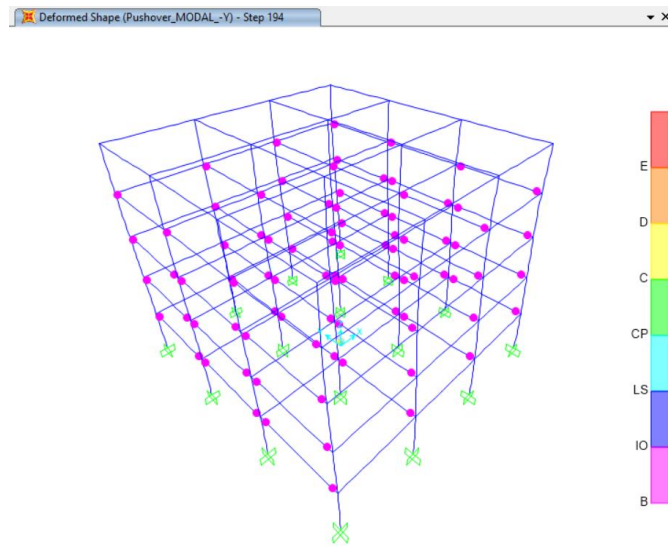 Deformed Shape (Pushover_MODAL_-Y) - Step 194
E
D
C
CP
LS
IO
B